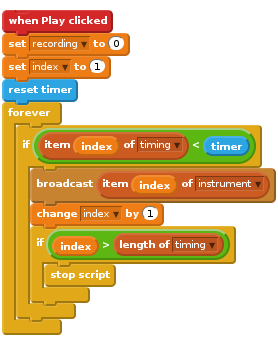 when Play clicked
set recording to 0
set index to 1
reset timer
forever
if item index of timing < timer
broadcast item index of instrument
change index by 1
if index > length of timing
stop script